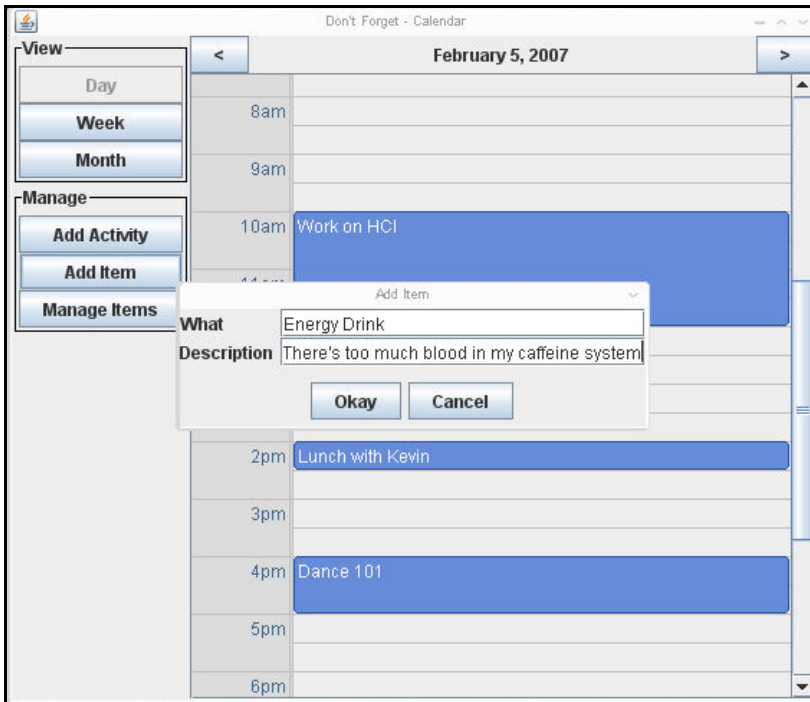 Don't Forget - Calendar
View
Day
Week
Month
Manage
Add Activity
Add Item
Manage Items
<
February 5, 2007
>
8am
9am
10am
Work on HCI
Add Item
What
Energy Drink
Description
There's too much blood in my caffeine system
Okay
Cancel
2pm
Lunch with Kevin
3pm
4pm
Dance 101
5pm
6pm